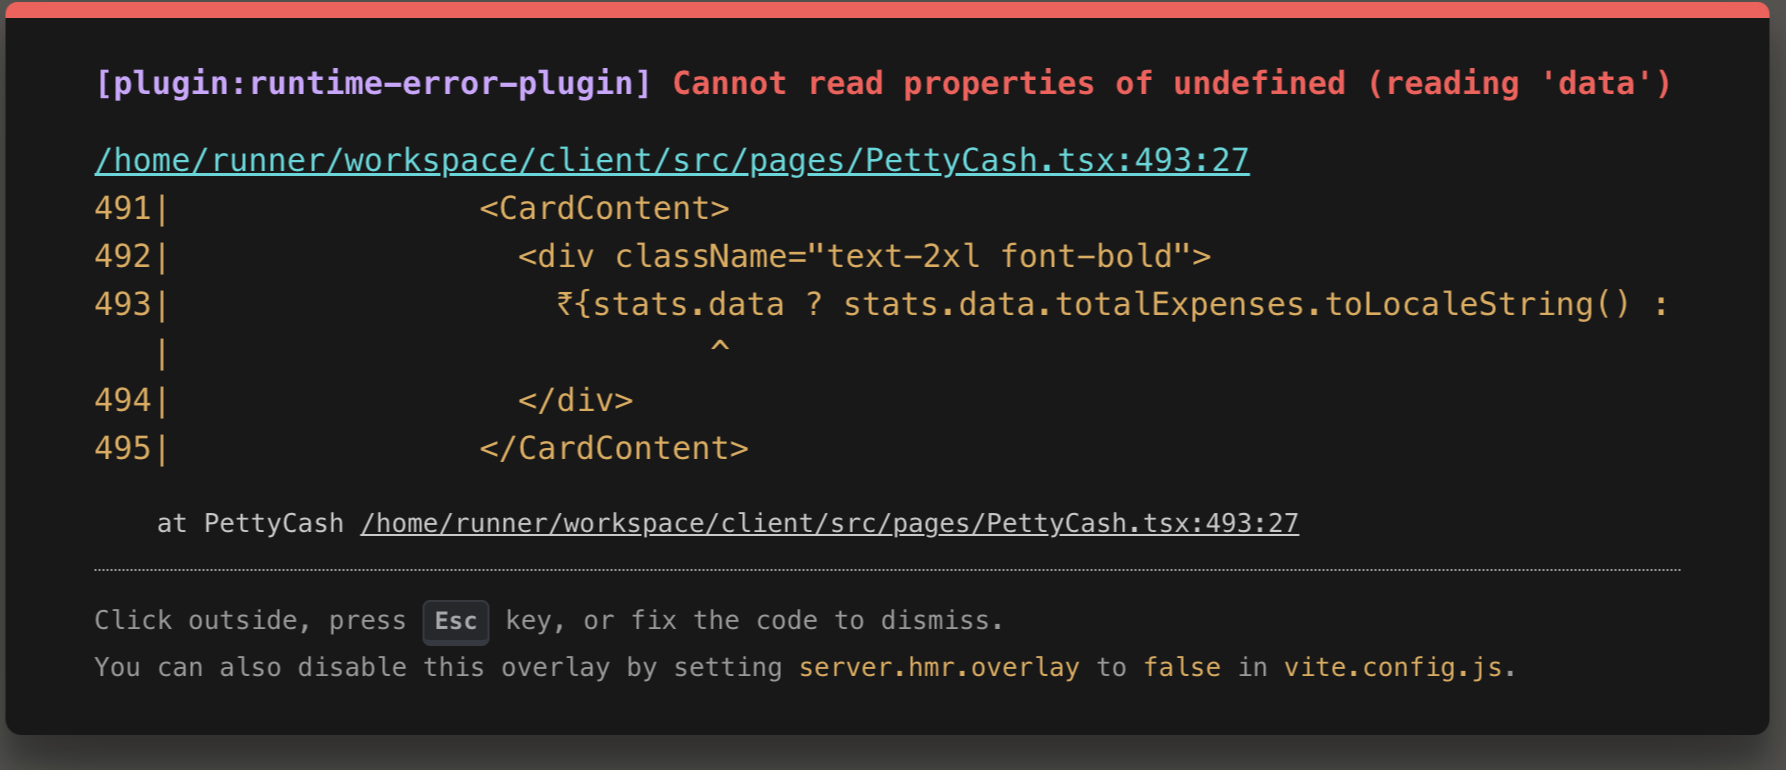 [plugin:runtime-error-plugin] Cannot read properties of undefined (reading 'data')
/home/runner/workspace/client/src/pages/PettyCash.tsx:493:27
491|                <CardContent>
492|                  <div className="text-2xl font-bold">
493|                    ₹{stats.data ? stats.data.totalExpenses.toLocaleString() :
   |                            ^
494|                  </div>
495|                </CardContent>
at PettyCash /home/runner/workspace/client/src/pages/PettyCash.tsx:493:27
Click outside, press Esc key, or fix the code to dismiss.
You can also disable this overlay by setting server.hmr.overlay to false in vite.config.js.